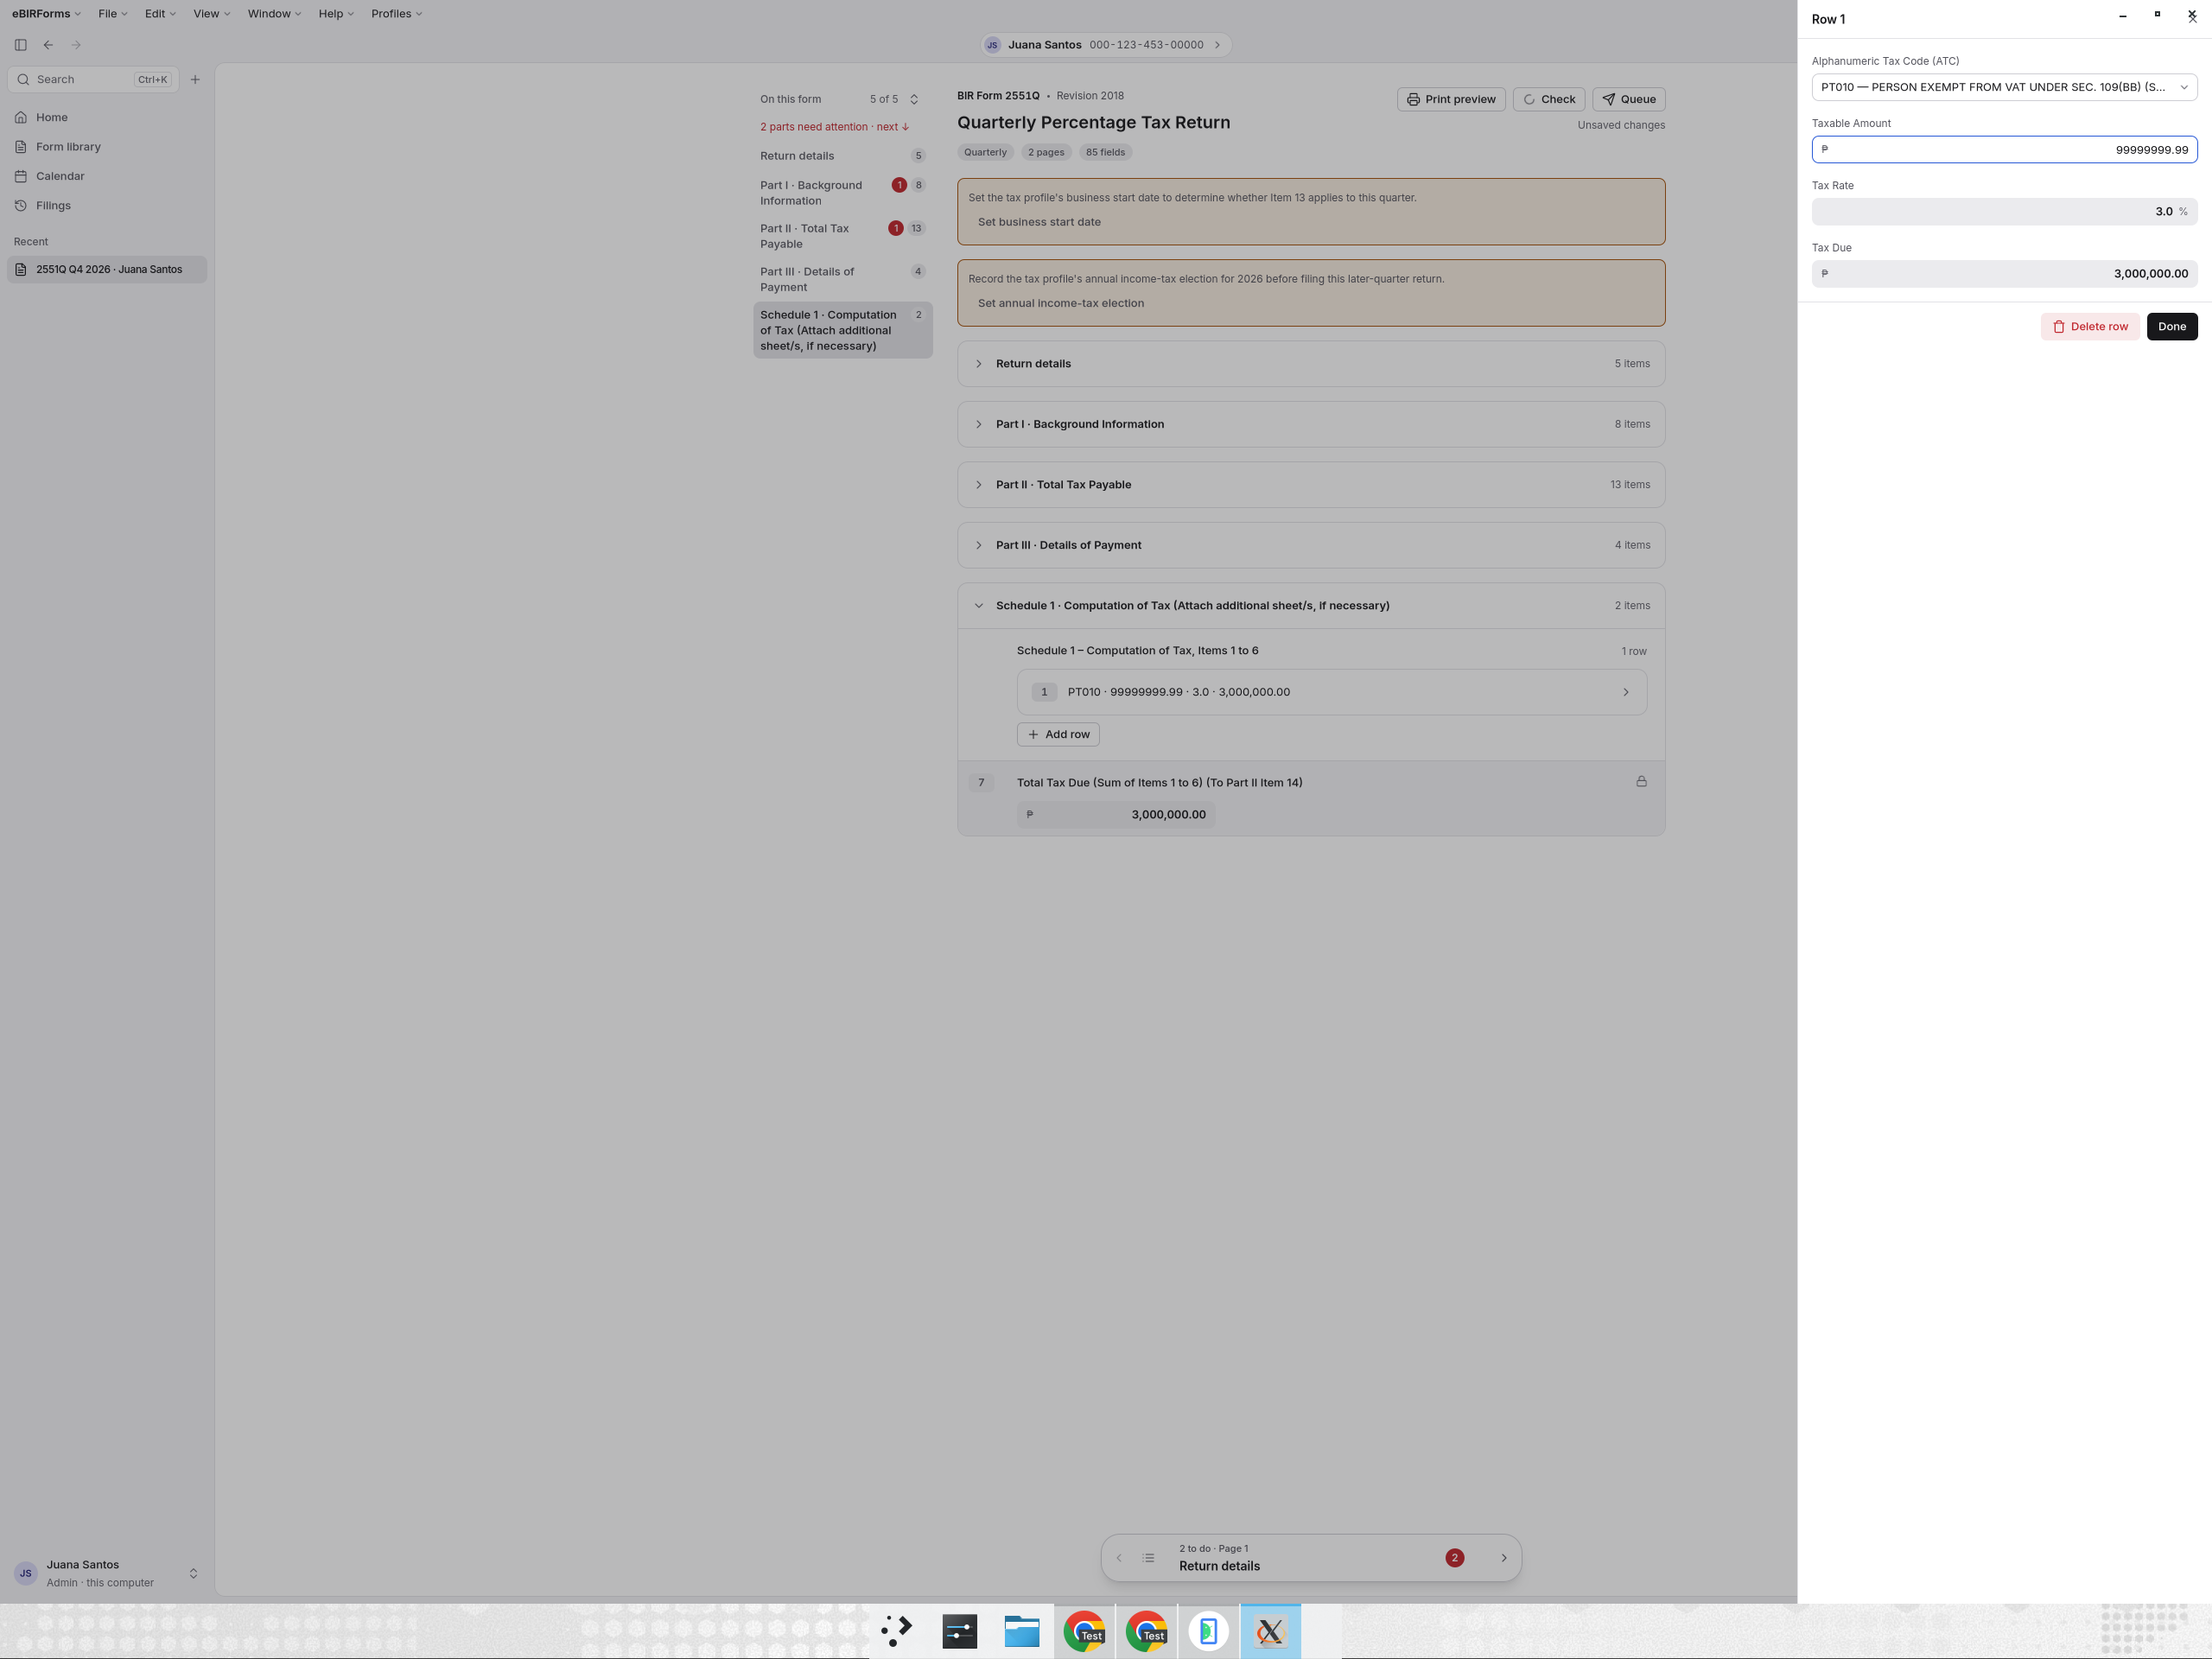 eBIRForms File Edit View Window Help Profiles
JS Juana Santos 000-123-453-00000
Search Ctrl+K
Home
Form library
Calendar
Filings
Recent
2551Q Q4 2026 · Juana Santos
On this form 5 of 5
2 parts need attention · next ↓
Return details 5
Part I · Background Information 1 8
Part II · Total Tax Payable 1 13
Part III · Details of Payment 4
Schedule 1 · Computation of Tax (Attach additional sheet/s, if necessary) 2
BIR Form 2551Q • Revision 2018
Print preview Check Queue
Quarterly Percentage Tax Return
Unsaved changes
Quarterly 2 pages 85 fields
Set the tax profile's business start date to determine whether Item 13 applies to this quarter.
Set business start date
Record the tax profile's annual income-tax election for 2026 before filing this later-quarter return.
Set annual income-tax election
Return details 5 items
Part I · Background Information 8 items
Part II · Total Tax Payable 13 items
Part III · Details of Payment 4 items
Schedule 1 · Computation of Tax (Attach additional sheet/s, if necessary) 2 items
Schedule 1 – Computation of Tax, Items 1 to 6 1 row
1 PT010 · 99999999.99 · 3.0 · 3,000,000.00
Add row
7 Total Tax Due (Sum of Items 1 to 6) (To Part II Item 14)
₱ 3,000,000.00
2 to do · Page 1
Return details 2
JS Juana Santos
Admin · this computer
Row 1
Alphanumeric Tax Code (ATC)
PT010 — PERSON EXEMPT FROM VAT UNDER SEC. 109(BB) (S...
Taxable Amount
₱ 99999999.99
Tax Rate
3.0 %
Tax Due
₱ 3,000,000.00
Delete row Done
Test Test